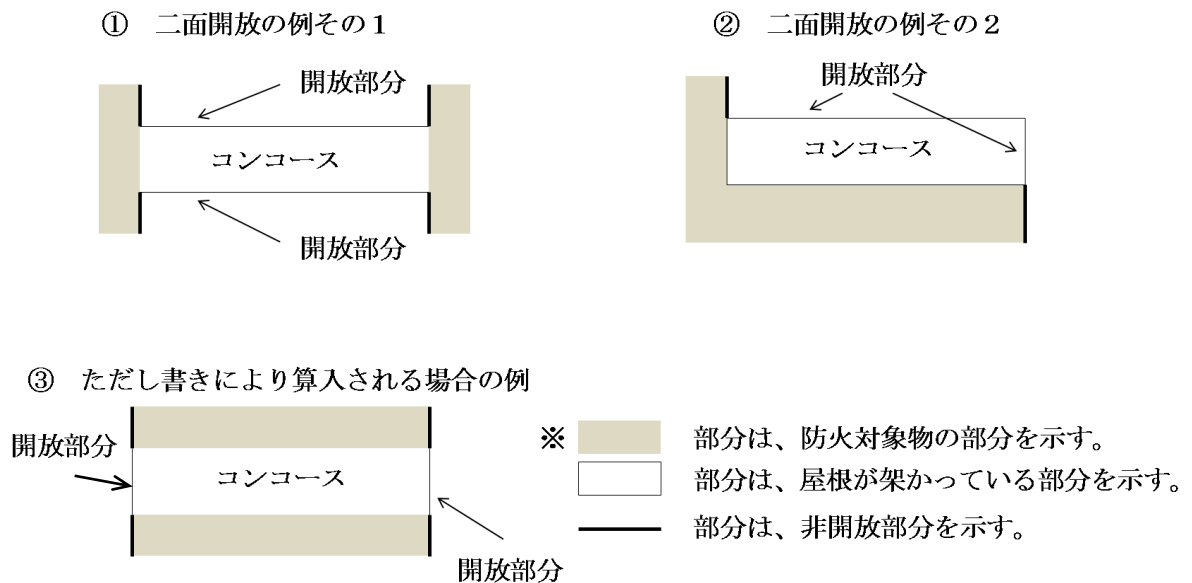 ①　二面開放の例その１
開放部分
コンコース
開放部分
②　二面開放の例その２
開放部分
コンコース
③　ただし書きにより算入される場合の例
開放部分
コンコース
開放部分
※　部分は、防火対象物の部分を示す。
部分は、屋根が架かっている部分を示す。
部分は、非開放部分を示す。